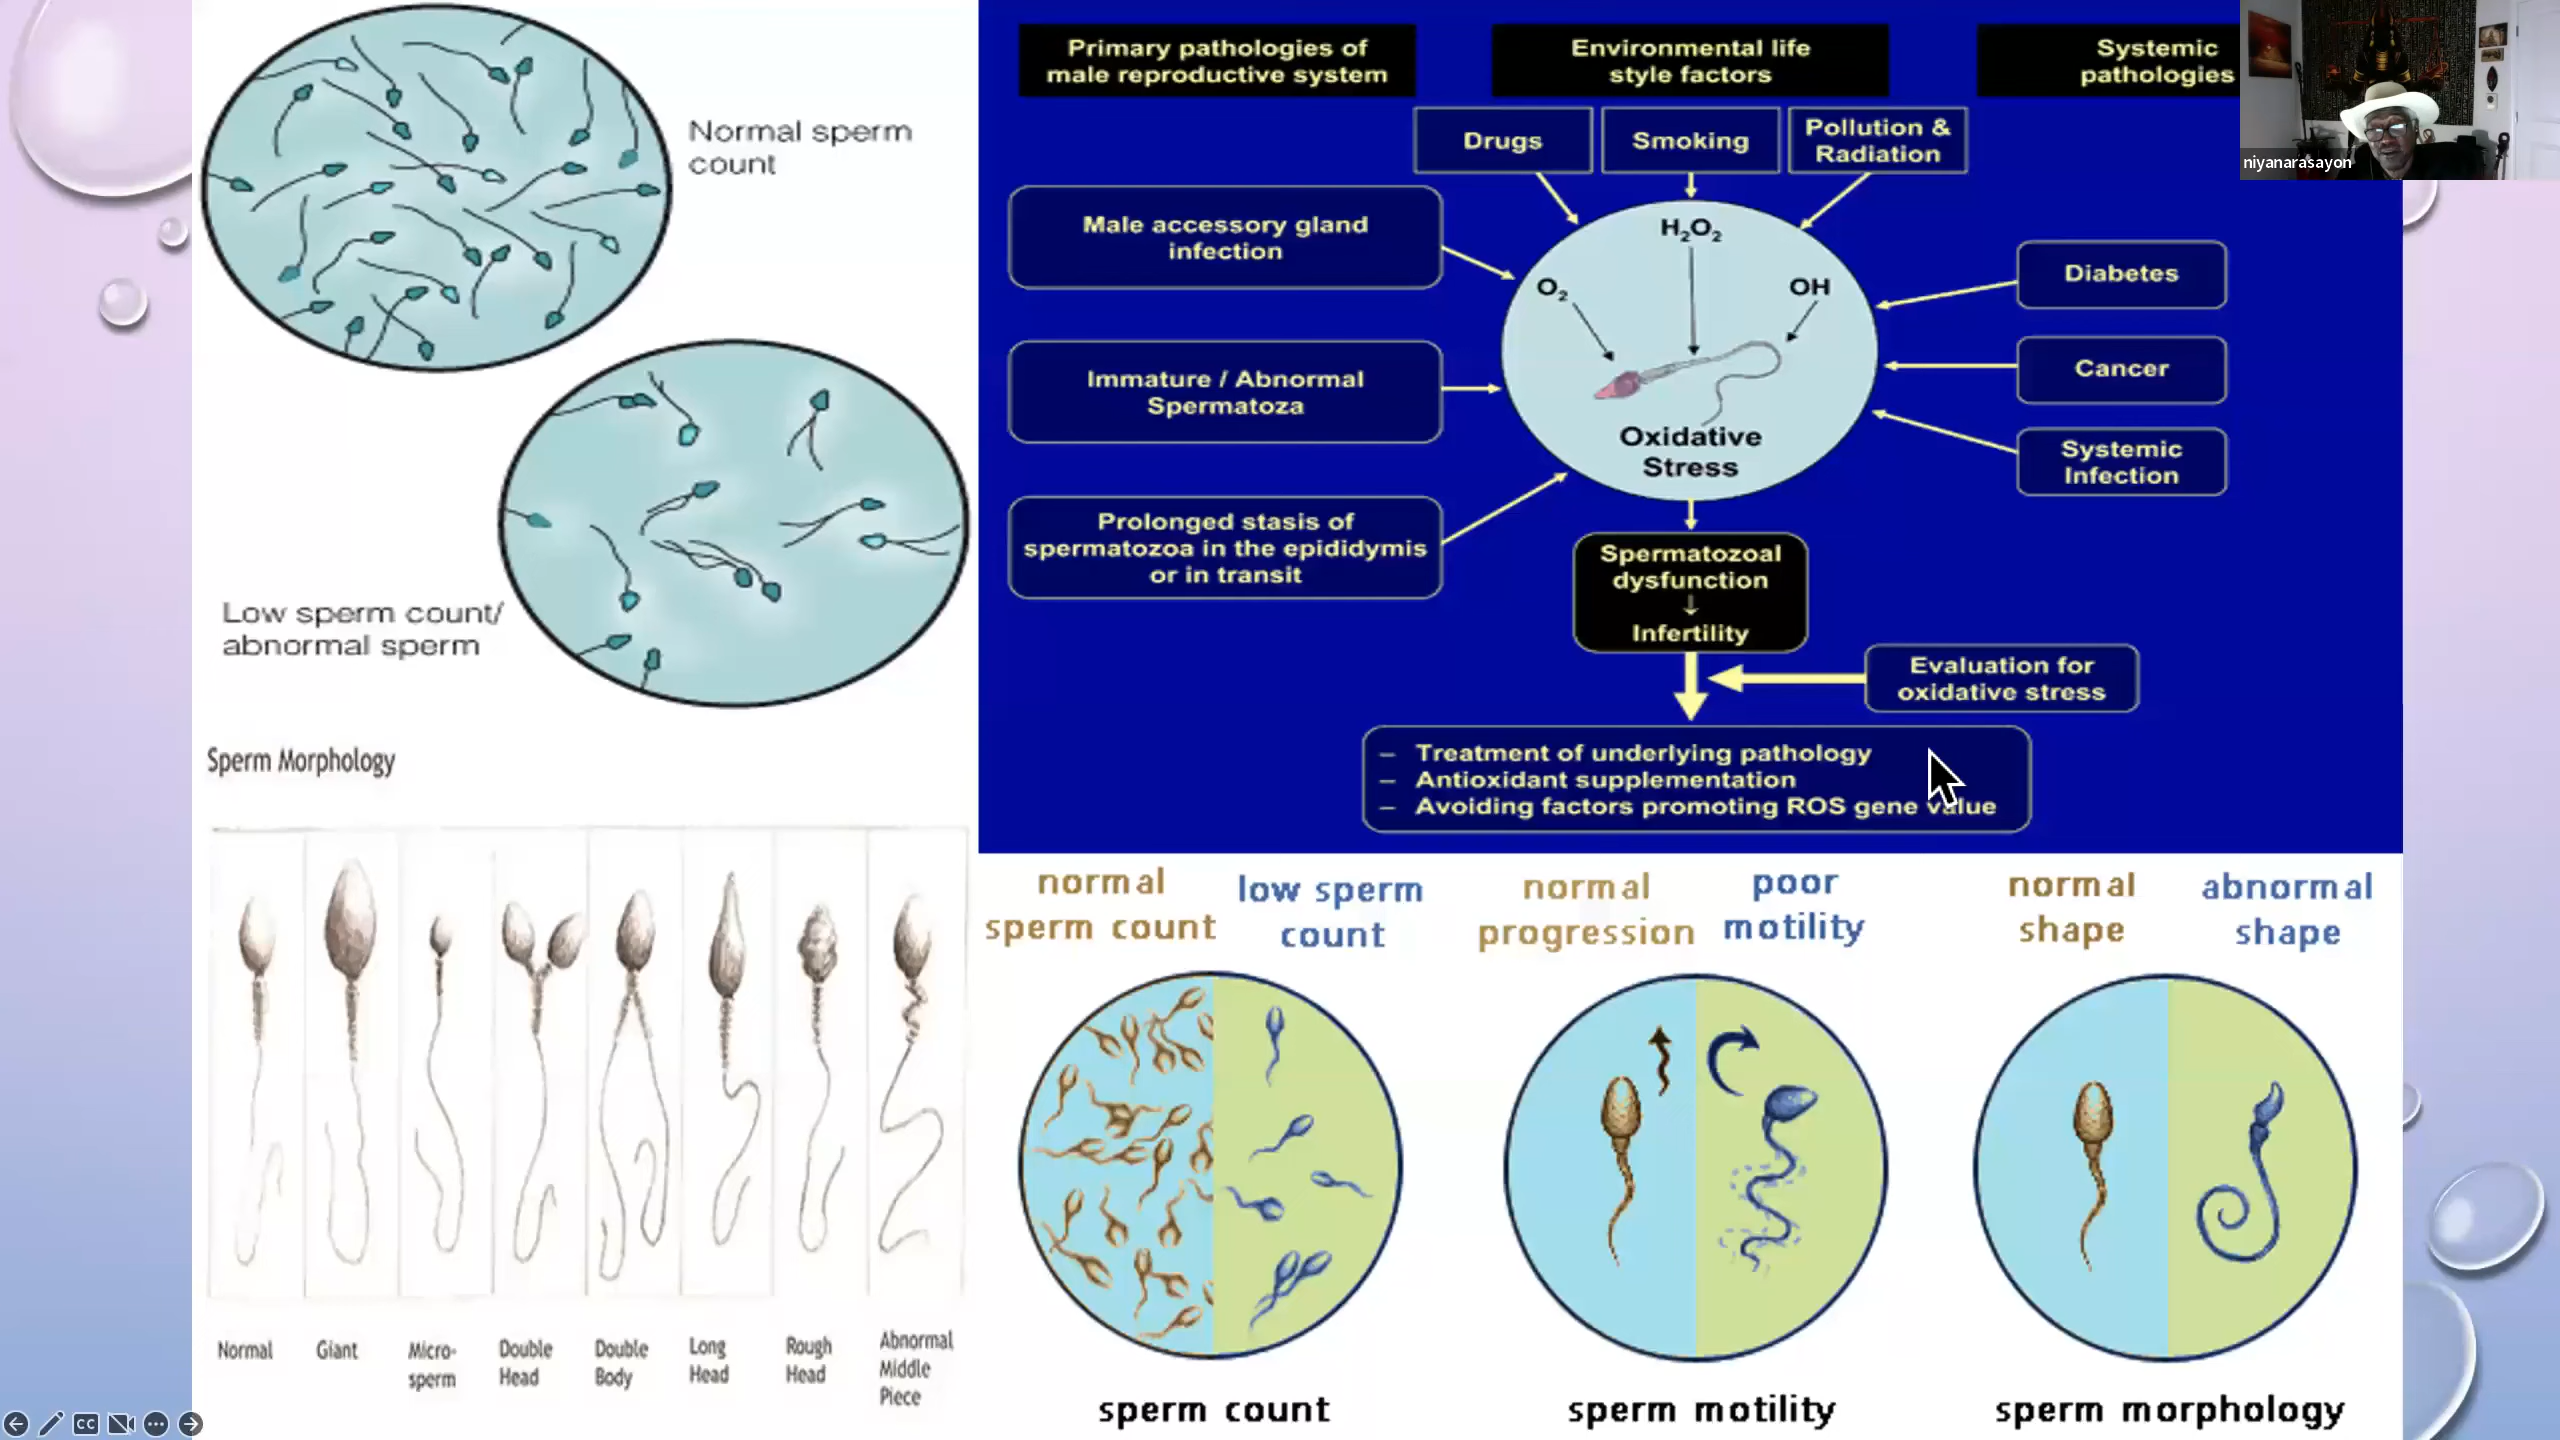 Normal sperm
count
Low sperm count/
abnormal sperm
Sperm Morphology
Normal
Giant
Micro-
sperm
Double
Head
Double
Body
Long
Head
Rough
Head
Abnormal
Middle
Piece
Primary pathologies of
male reproductive system
Environmental life
style factors
Systemic
pathologies
Drugs
Smoking
Pollution &
Radiation
Male accessory gland
infection
Immature / Abnormal
Spermatoza
Prolonged stasis of
spermatozoa in the epididymis
or in transit
H₂O₂
O₂
OH
Oxidative
Stress
Diabetes
Cancer
Systemic
Infection
Spermatozoal
dysfunction
↓
Infertility
Evaluation for
oxidative stress
– Treatment of underlying pathology
– Antioxidant supplementation
– Avoiding factors promoting ROS gene value
normal
sperm count
low sperm
count
normal
progression
poor
motility
normal
shape
abnormal
shape
sperm count
sperm motility
sperm morphology
niyanarasayon
CC